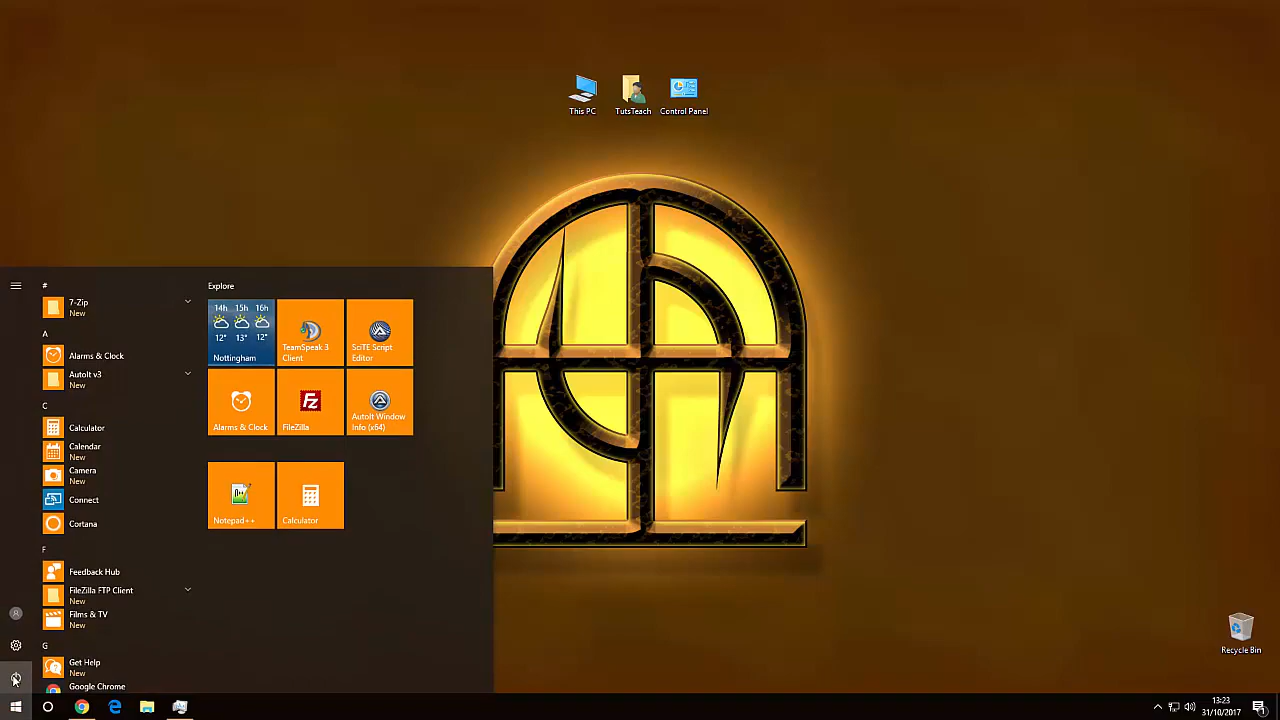 This PC
TutsTeach
Control Panel
#
7-Zip
New
A
Alarms & Clock
AutoIt v3
New
C
Calculator
Calendar
New
Camera
New
Connect
Cortana
F
Feedback Hub
FileZilla FTP Client
New
Films & TV
New
G
Get Help
New
Google Chrome
Explore
14h 15h 16h
12° 13° 12°
Nottingham
TeamSpeak 3
Client
SciTE Script
Editor
Alarms & Clock
FileZilla
AutoIt Window
Info (x64)
Notepad++
Calculator
Recycle Bin
13:23
31/10/2017
1